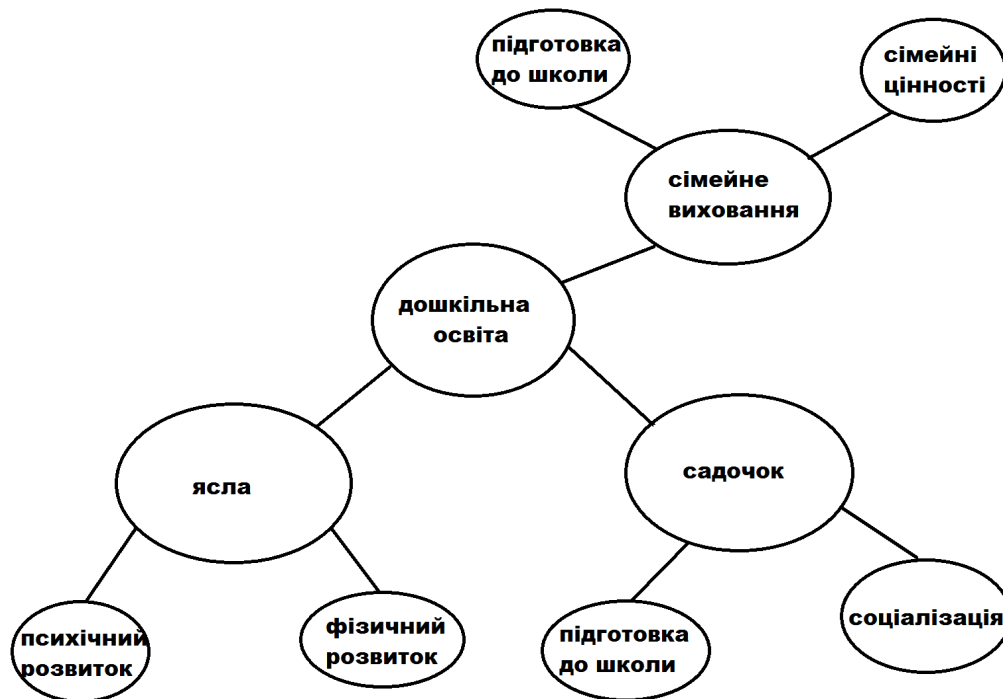 підготовка
до школи
сімейні
цінності
сімейне
виховання
дошкільна
освіта
ясла
садочок
психічний
розвиток
фізичний
розвиток
підготовка
до школи
соціалізація